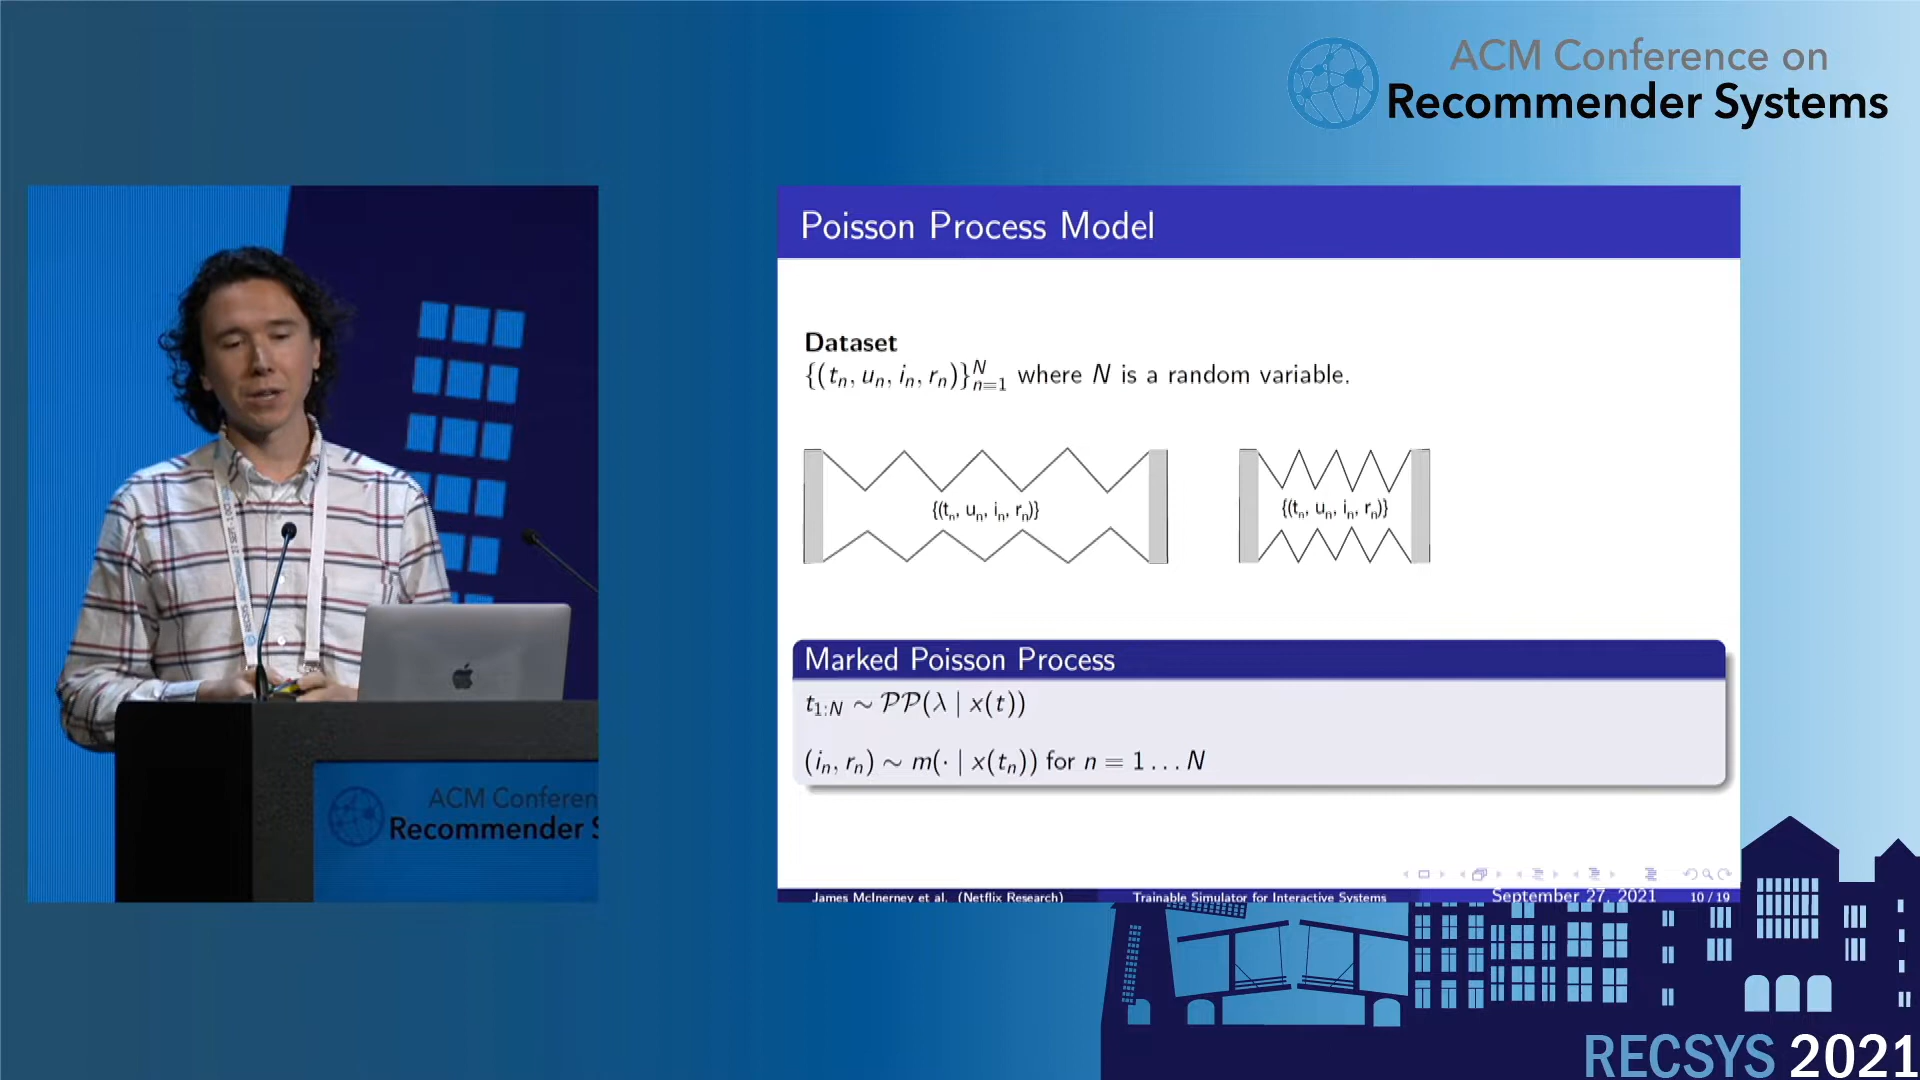 ACM Conference on
Recommender Systems
Poisson Process Model
Dataset
{(tₙ, uₙ, iₙ, rₙ)}ᴺₙ₌₁ where N is a random variable.
{(tₙ, uₙ, iₙ, rₙ)}
{(tₙ, uₙ, iₙ, rₙ)}
Marked Poisson Process
t₁:N ∼ 𝒫𝒫(λ | x(t))
(iₙ, rₙ) ∼ m(· | x(tₙ)) for n = 1 … N
James McInerney et al. (Netflix Research)
Trainable Simulator for Interactive Systems
September 27, 2021
10 / 19
ACM Conferen
Recommender S
RECSYS 2021